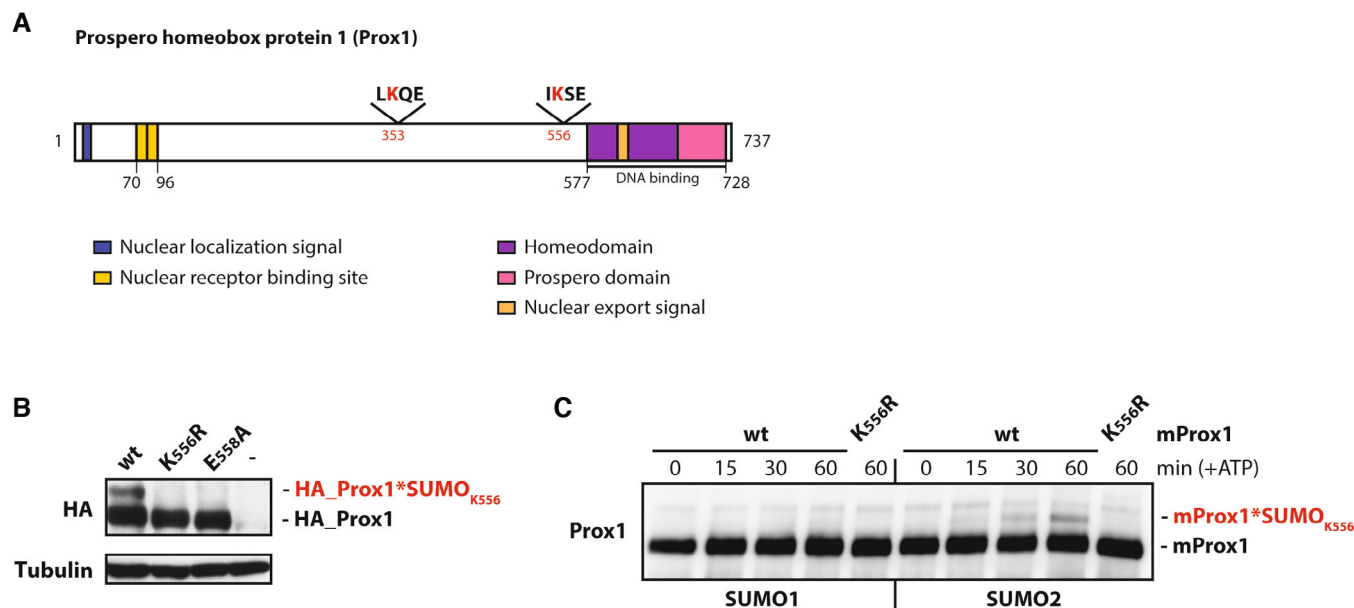 A
Prospero homeobox protein 1 (Prox1)
LKQE IKSE
1 353 556 737
70 96 577 DNA binding 728
Nuclear localization signal Homeodomain
Nuclear receptor binding site Prospero domain
Nuclear export signal
B
wt K556R E558A -
HA - HA_Prox1*SUMOK556
- HA_Prox1
Tubulin
C
wt K556R wt K556R mProx1
0 15 30 60 60 0 15 30 60 60 min (+ATP)
Prox1 - mProx1*SUMOK556
- mProx1
SUMO1 SUMO2